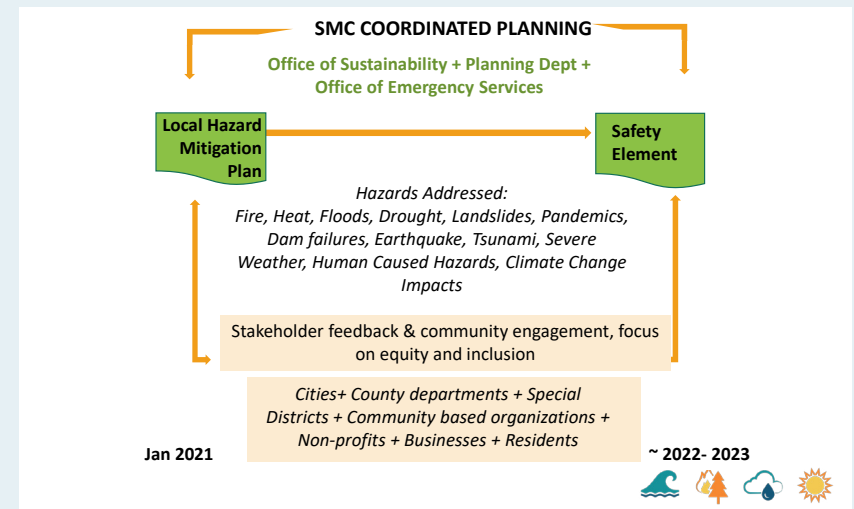 SMC COORDINATED PLANNING
Office of Sustainability + Planning Dept +
Office of Emergency Services
Local Hazard
Mitigation
Plan
Safety
Element
Hazards Addressed:
Fire, Heat, Floods, Drought, Landslides, Pandemics,
Dam failures, Earthquake, Tsunami, Severe
Weather, Human Caused Hazards, Climate Change
Impacts
Stakeholder feedback & community engagement, focus
on equity and inclusion
Cities+ County departments + Special
Districts + Community based organizations +
Non-profits + Businesses + Residents
Jan 2021
~ 2022- 2023